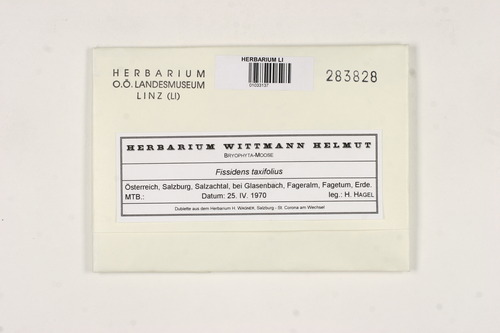 HERBARIUM LI
01033137
HERBARIUM
O.Ö. LANDESMUSEUM
LINZ (LI)
283828
HERBARIUM WITTMANN HELMUT
BRYOPHYTA-MOOSE
Fissidens taxifolius
Österreich, Salzburg, Salzachtal, bei Glasenbach, Fageralm, Fagetum, Erde.
MTB.: Datum: 25. IV. 1970 leg.: H. HAGEL
Dublette aus dem Herbarium H. WAGNER, Salzburg - St. Corona am Wechsel